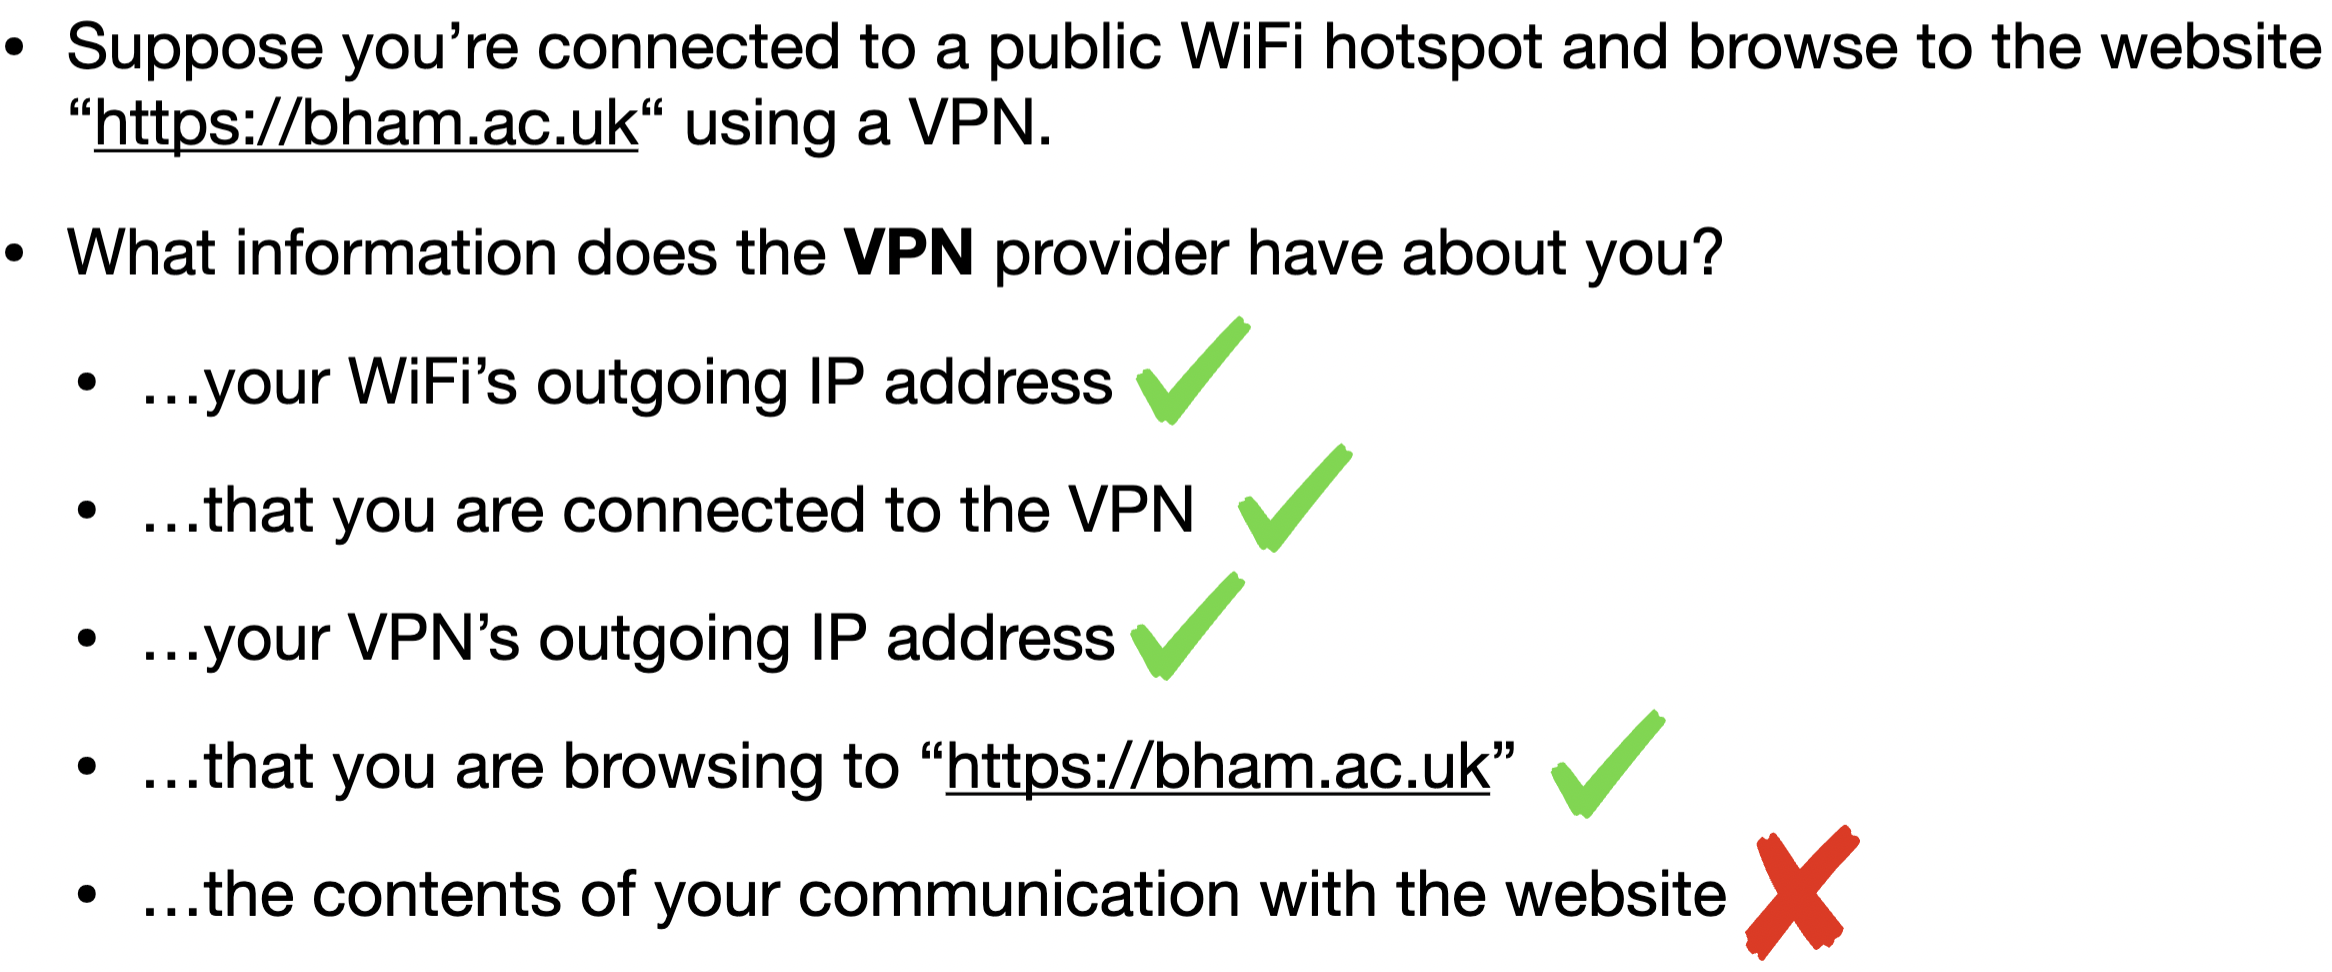 • Suppose you’re connected to a public WiFi hotspot and browse to the website
“https://bham.ac.uk“ using a VPN.
• What information does the VPN provider have about you?
• …your WiFi’s outgoing IP address
• …that you are connected to the VPN
• …your VPN’s outgoing IP address
• …that you are browsing to “https://bham.ac.uk”
• …the contents of your communication with the website